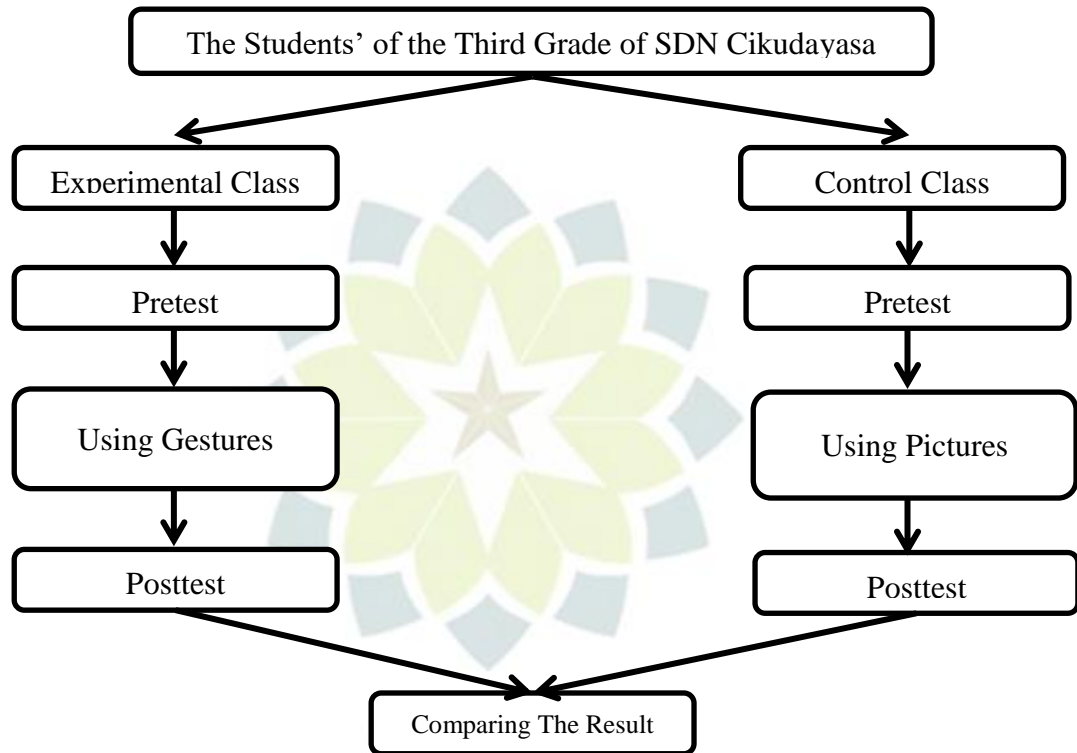 The Students’ of the Third Grade of SDN Cikudayasa
Experimental Class
Control Class
Pretest
Pretest
Using Gestures
Using Pictures
Posttest
Posttest
Comparing The Result